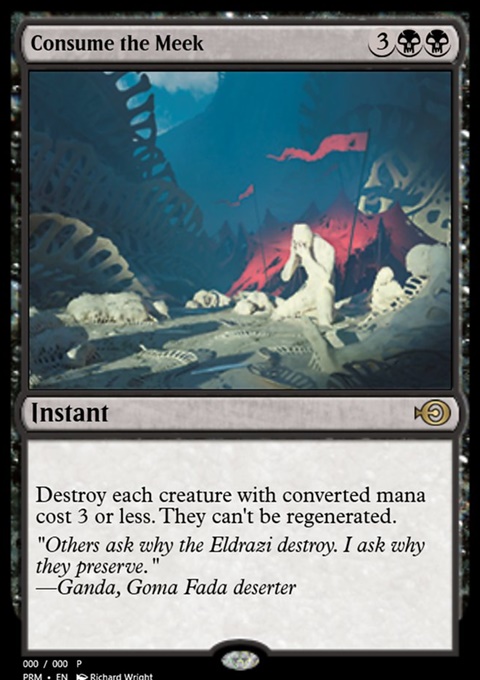 Consume the Meek 3
Instant
Destroy each creature with converted mana
cost 3 or less. They can't be regenerated.
"Others ask why the Eldrazi destroy. I ask why
they preserve."
—Ganda, Goma Fada deserter
000 / 000 P
PRM • EN Richard Wright